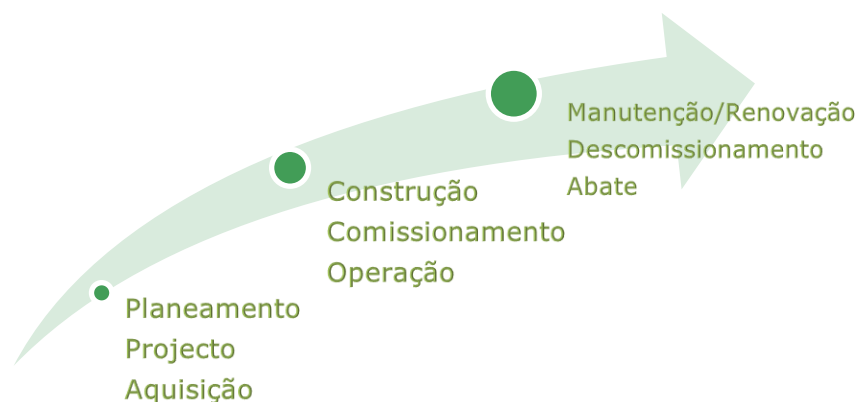 Manutenção/Renovação
Descomissionamento
Abate
Construção
Comissionamento
Operação
Planeamento
Projecto
Aquisição